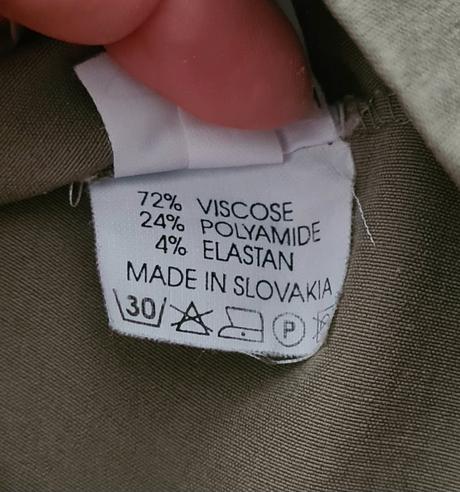 72% VISCOSE
24% POLYAMIDE
4% ELASTAN
MADE IN SLOVAKIA
30 P